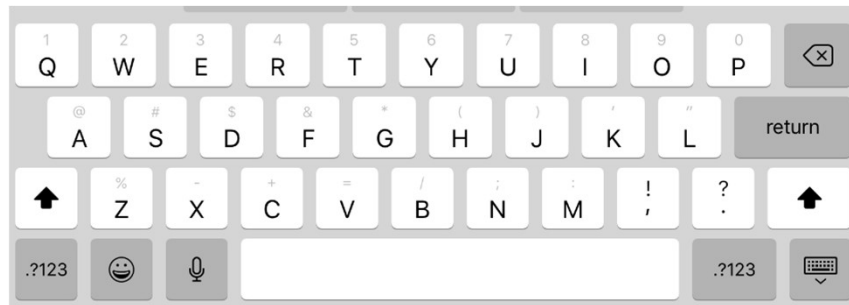 1 2 3 4 5 6 7 8 9 0
Q W E R T Y U I O P
@ # $ & * ( ) ' "
A S D F G H J K L return
% - + = / ; : ! ?
Z X C V B N M , .
.?123 .?123